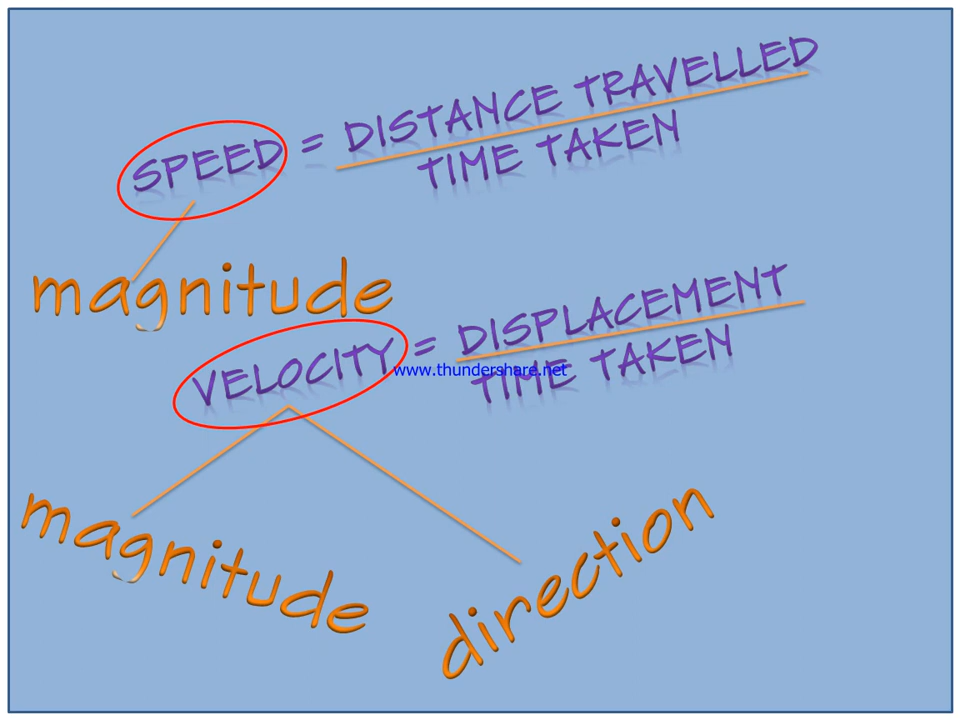 SPEED = DISTANCE TRAVELLED
TIME TAKEN
magnitude
VELOCITY = DISPLACEMENT
www.thundershare.net
TIME TAKEN
magnitude
direction